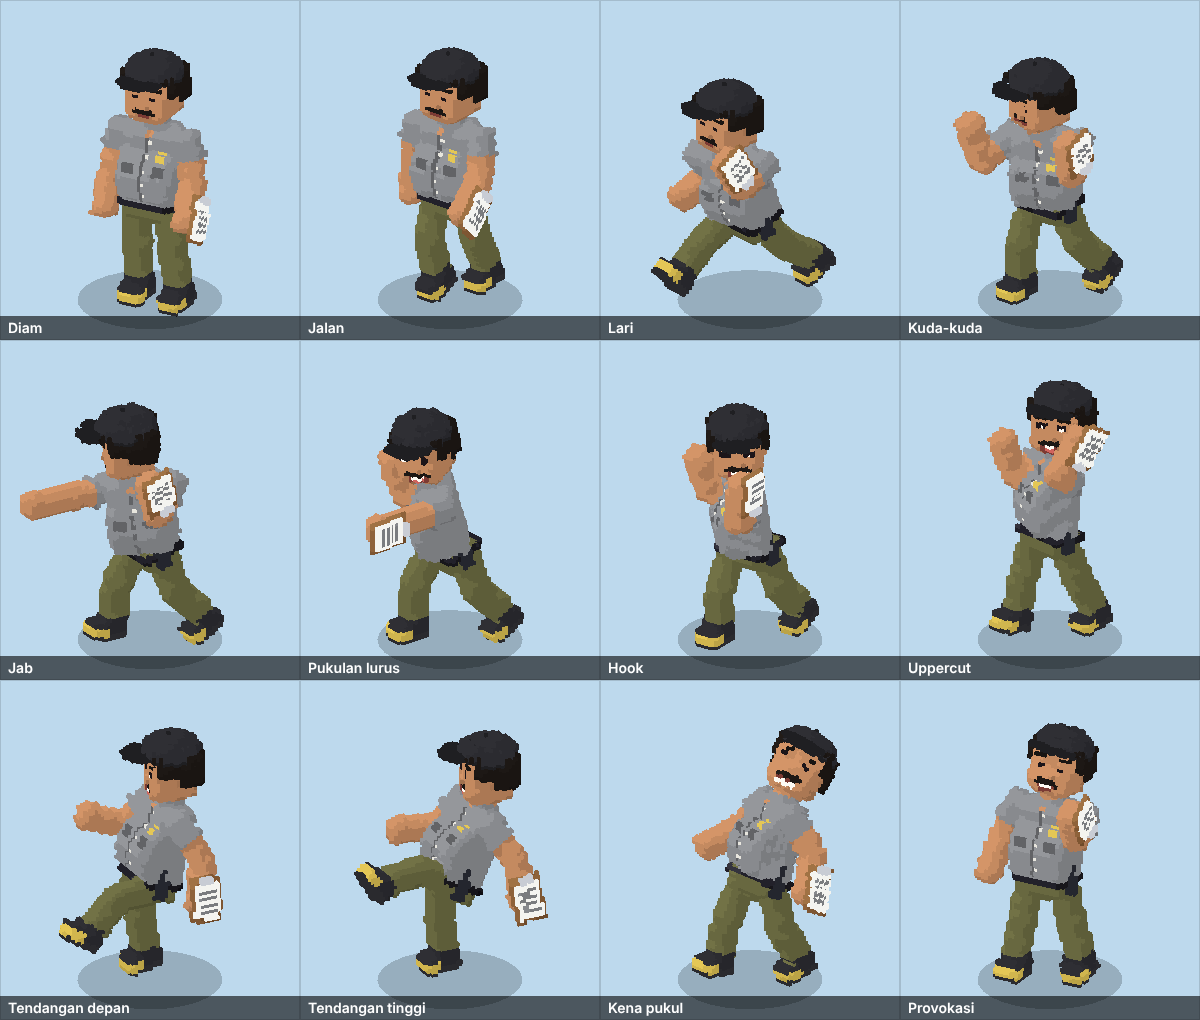 Diam
Jalan
Lari
Kuda-kuda
Jab
Pukulan lurus
Hook
Uppercut
Tendangan depan
Tendangan tinggi
Kena pukul
Provokasi